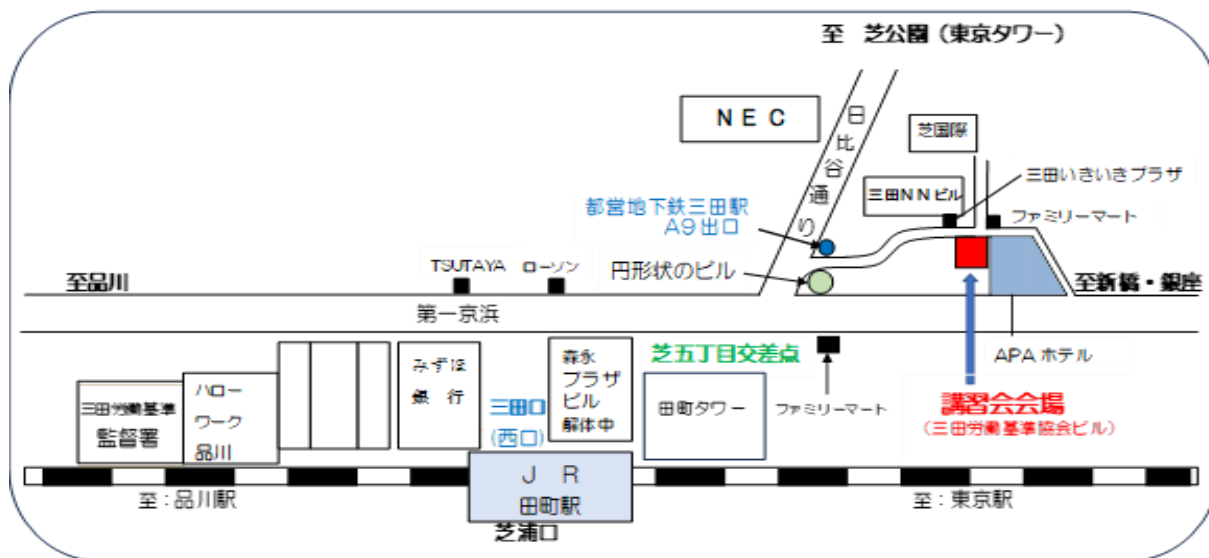 至 芝公園（東京タワー）
NEC
日比谷通り
芝国際
三田いきいきプラザ
三田NNビル
ファミリーマート
都営地下鉄三田駅
A9出口
円形状のビル
TSUTAYA ローソン
至品川
至新橋・銀座
第一京浜
芝五丁目交差点
APAホテル
みずほ
銀 行
森永
プラザ
ビル
解体中
三田口
(西口)
田町タワー
ファミリーマート
講習会会場
（三田労働基準協会ビル）
三田労働基準
監督署
ハロー
ワーク
品川
JR
田町駅
至：品川駅
至：東京駅
芝浦口